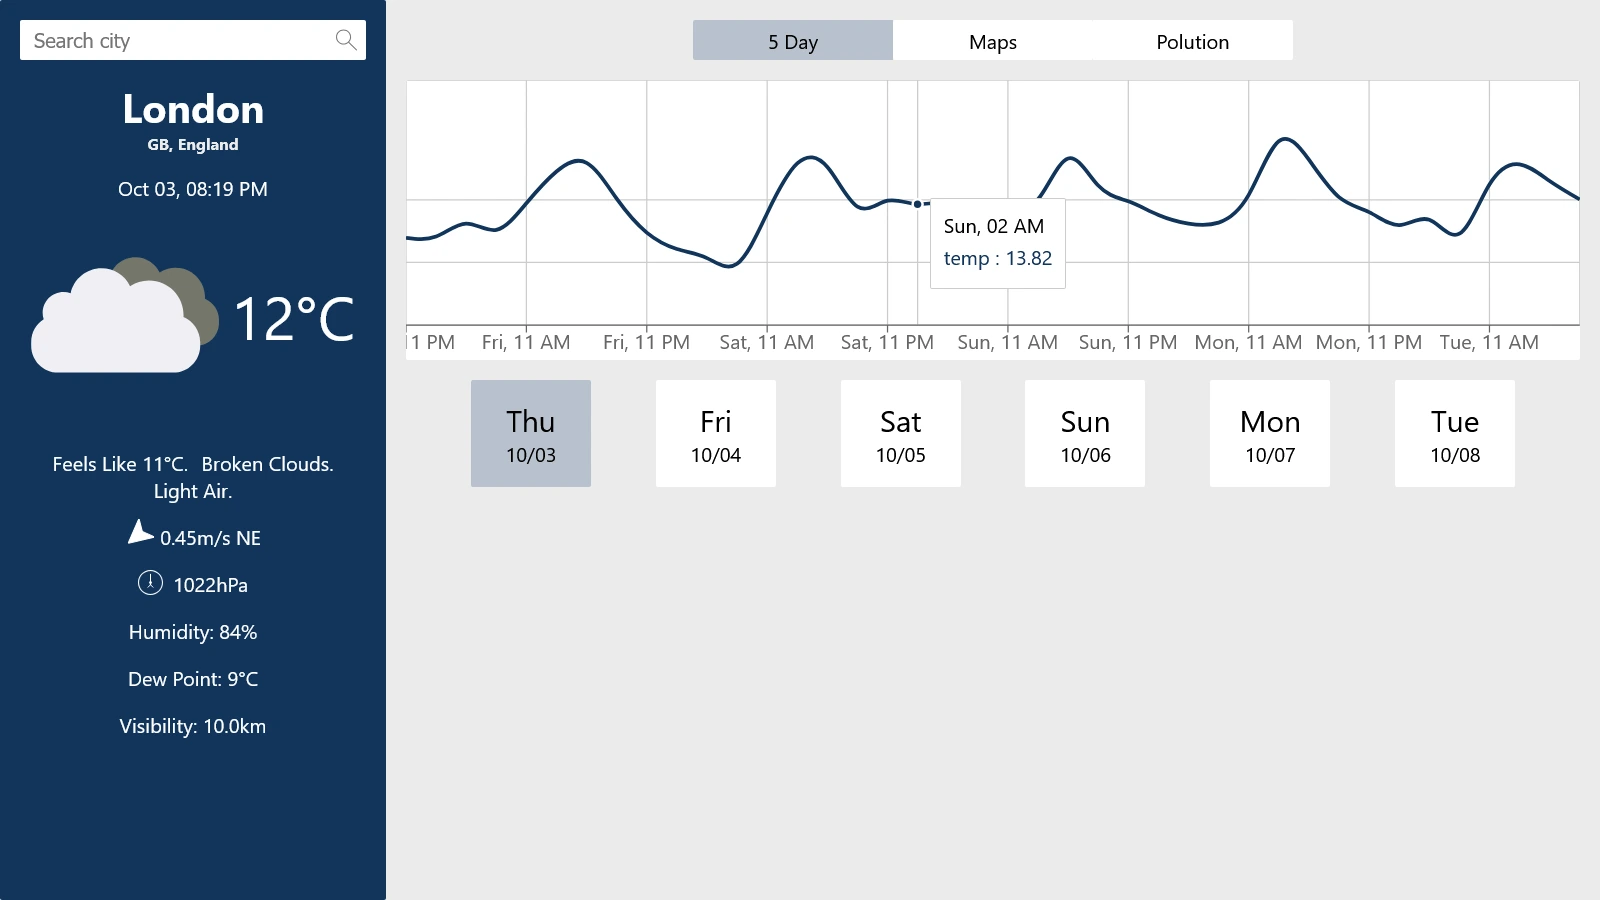 Search city
London
GB, England
Oct 03, 08:19 PM
12°C
Feels Like 11°C. Broken Clouds.
Light Air.
0.45m/s NE
1022hPa
Humidity: 84%
Dew Point: 9°C
Visibility: 10.0km
5 Day Maps Polution
Sun, 02 AM
temp : 13.82
1 PM Fri, 11 AM Fri, 11 PM Sat, 11 AM Sat, 11 PM Sun, 11 AM Sun, 11 PM Mon, 11 AM Mon, 11 PM Tue, 11 AM
Thu
10/03
Fri
10/04
Sat
10/05
Sun
10/06
Mon
10/07
Tue
10/08